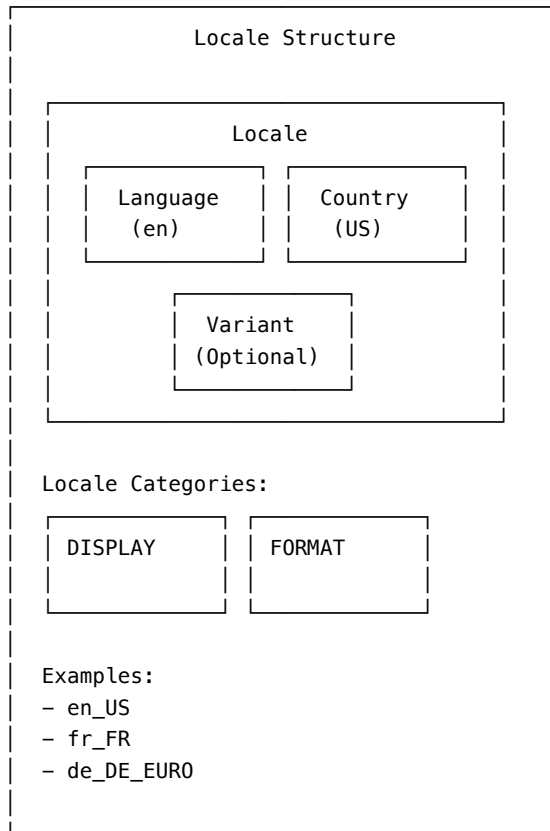 Locale Structure
Locale
Language Country
(en) (US)
Variant
(Optional)
Locale Categories:
DISPLAY FORMAT
Examples:
- en_US
- fr_FR
- de_DE_EURO